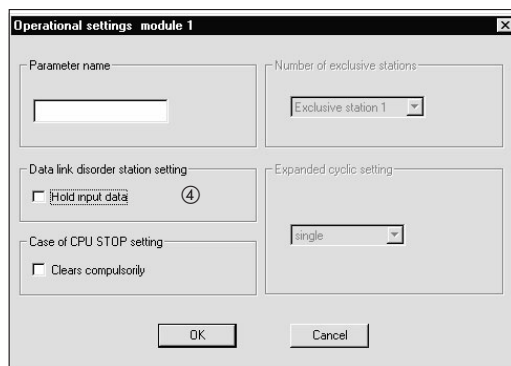 Operational settings module 1
Parameter name
Number of exclusive stations
Exclusive station 1
Data link disorder station setting
Hold input data ④
Expanded cyclic setting
single
Case of CPU STOP setting
Clears compulsorily
OK Cancel